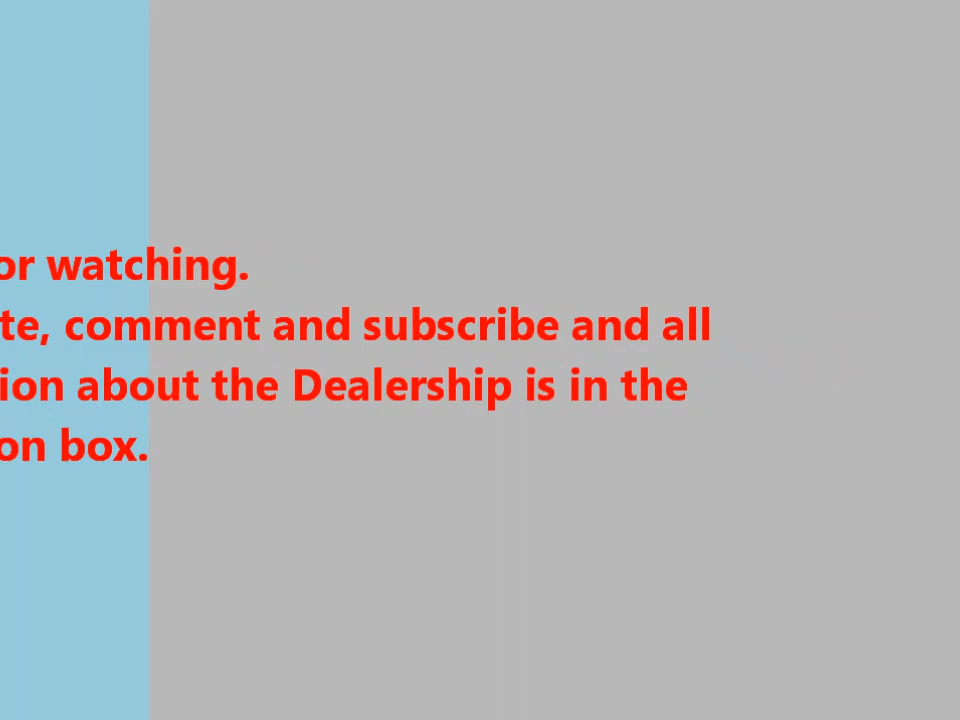 or watching.
te, comment and subscribe and all
ion about the Dealership is in the
on box.